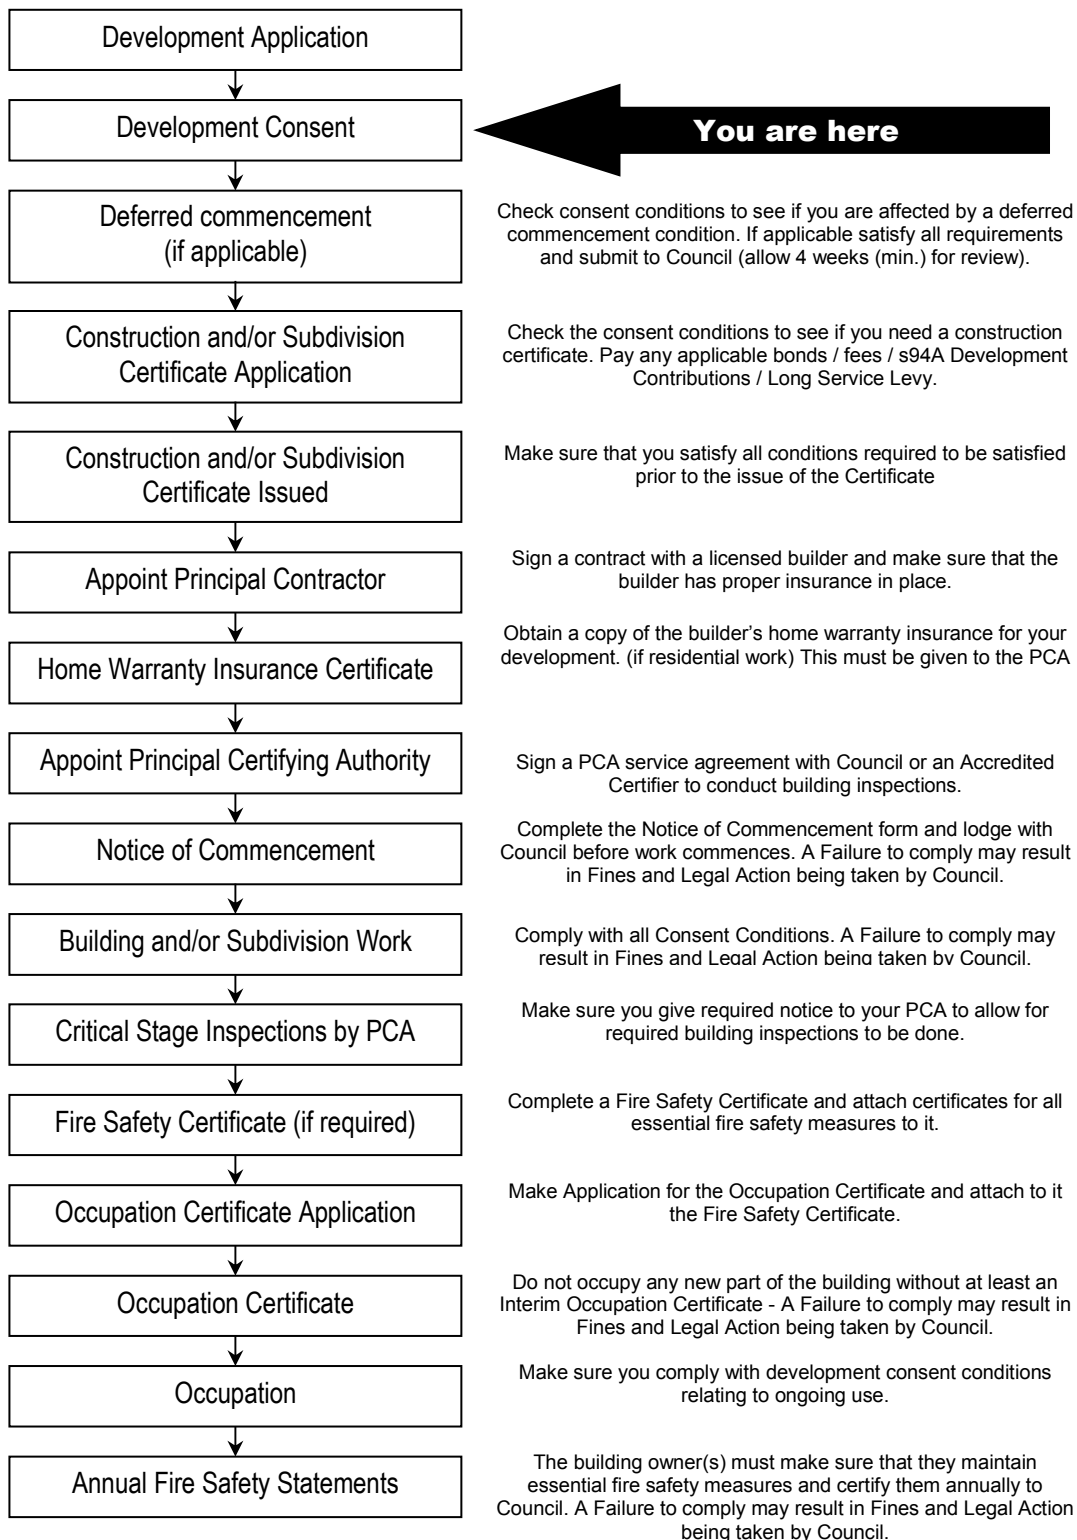 Development Application
Development Consent
You are here
Deferred commencement
(if applicable)
Check consent conditions to see if you are affected by a deferred
commencement condition. If applicable satisfy all requirements
and submit to Council (allow 4 weeks (min.) for review).
Construction and/or Subdivision
Certificate Application
Check the consent conditions to see if you need a construction
certificate. Pay any applicable bonds / fees / s94A Development
Contributions / Long Service Levy.
Construction and/or Subdivision
Certificate Issued
Make sure that you satisfy all conditions required to be satisfied
prior to the issue of the Certificate
Appoint Principal Contractor
Sign a contract with a licensed builder and make sure that the
builder has proper insurance in place.
Home Warranty Insurance Certificate
Obtain a copy of the builder’s home warranty insurance for your
development. (if residential work) This must be given to the PCA
Appoint Principal Certifying Authority
Sign a PCA service agreement with Council or an Accredited
Certifier to conduct building inspections.
Notice of Commencement
Complete the Notice of Commencement form and lodge with
Council before work commences. A Failure to comply may result
in Fines and Legal Action being taken by Council.
Building and/or Subdivision Work
Comply with all Consent Conditions. A Failure to comply may
result in Fines and Legal Action being taken by Council.
Critical Stage Inspections by PCA
Make sure you give required notice to your PCA to allow for
required building inspections to be done.
Fire Safety Certificate (if required)
Complete a Fire Safety Certificate and attach certificates for all
essential fire safety measures to it.
Occupation Certificate Application
Make Application for the Occupation Certificate and attach to it
the Fire Safety Certificate.
Occupation Certificate
Do not occupy any new part of the building without at least an
Interim Occupation Certificate - A Failure to comply may result in
Fines and Legal Action being taken by Council.
Occupation
Make sure you comply with development consent conditions
relating to ongoing use.
Annual Fire Safety Statements
The building owner(s) must make sure that they maintain
essential fire safety measures and certify them annually to
Council. A Failure to comply may result in Fines and Legal Action
being taken by Council.